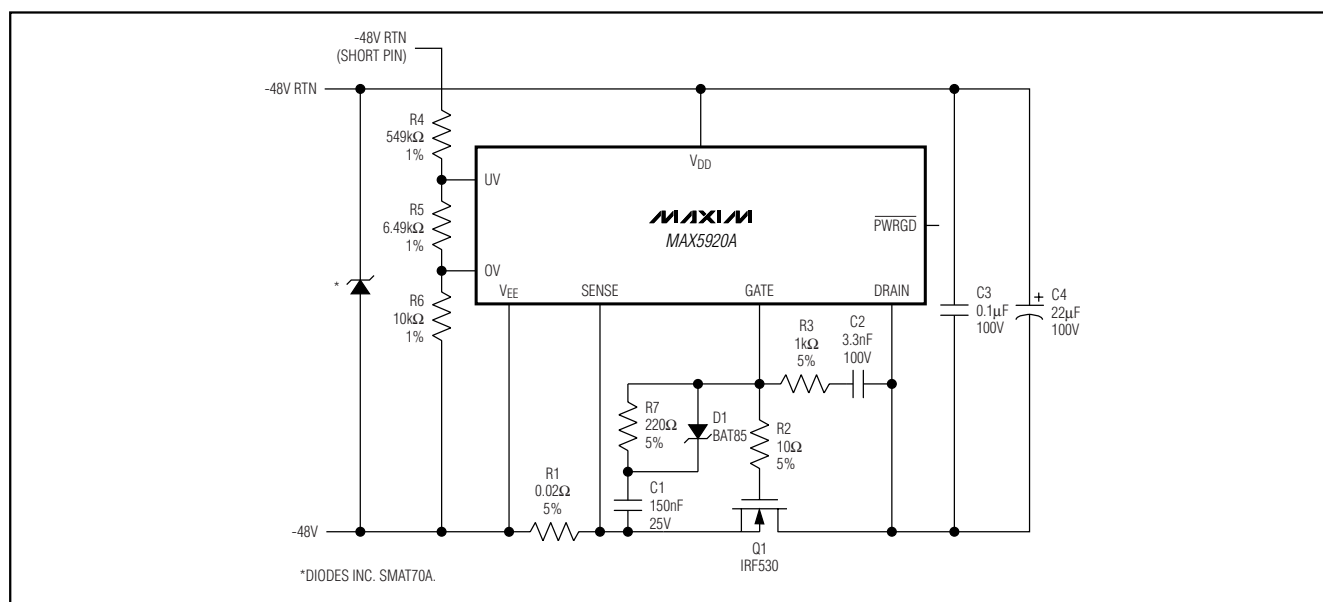 -48V RTN
(SHORT PIN)
-48V RTN
R4
549kΩ
1%
UV
R5
6.49kΩ
1%
OV
R6
10kΩ
1%
*
VDD
MAXIM
MAX5920A
PWRGD
VEE
SENSE
GATE
DRAIN
R3
1kΩ
5%
C2
3.3nF
100V
C3
0.1μF
100V
+
C4
22μF
100V
R7
220Ω
5%
D1
BAT85
R2
10Ω
5%
R1
0.02Ω
5%
C1
150nF
25V
-48V
Q1
IRF530
*DIODES INC. SMAT70A.